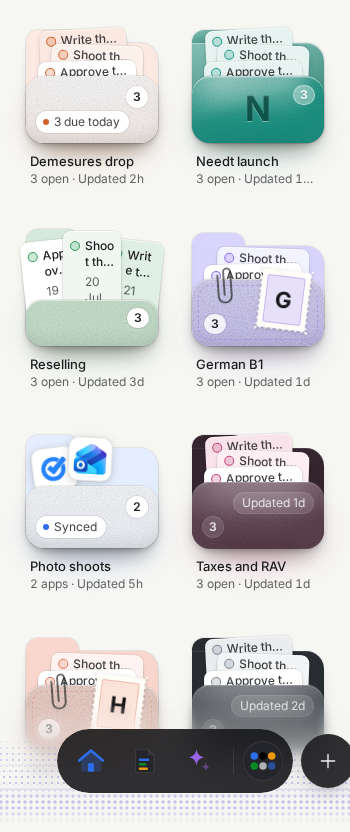 Write th...
Shoot th...
Approve t...
3
3 due today
Demesures drop
3 open · Updated 2h
Write th...
Shoot th...
Approve t...
3
N
Needt launch
3 open · Updated 1...
App
ov...
19
Shoo
t th...
20
Jul
Writ
e t...
21
3
Reselling
3 open · Updated 3d
Shoot th...
G
3
German B1
3 open · Updated 1d
2
Synced
Photo shoots
2 apps · Updated 5h
Write th...
Shoot th...
Approve t...
Updated 1d
3
Taxes and RAV
3 open · Updated 1d
Shoot th...
H
3
Write th...
Shoot th...
Approve t...
Updated 2d